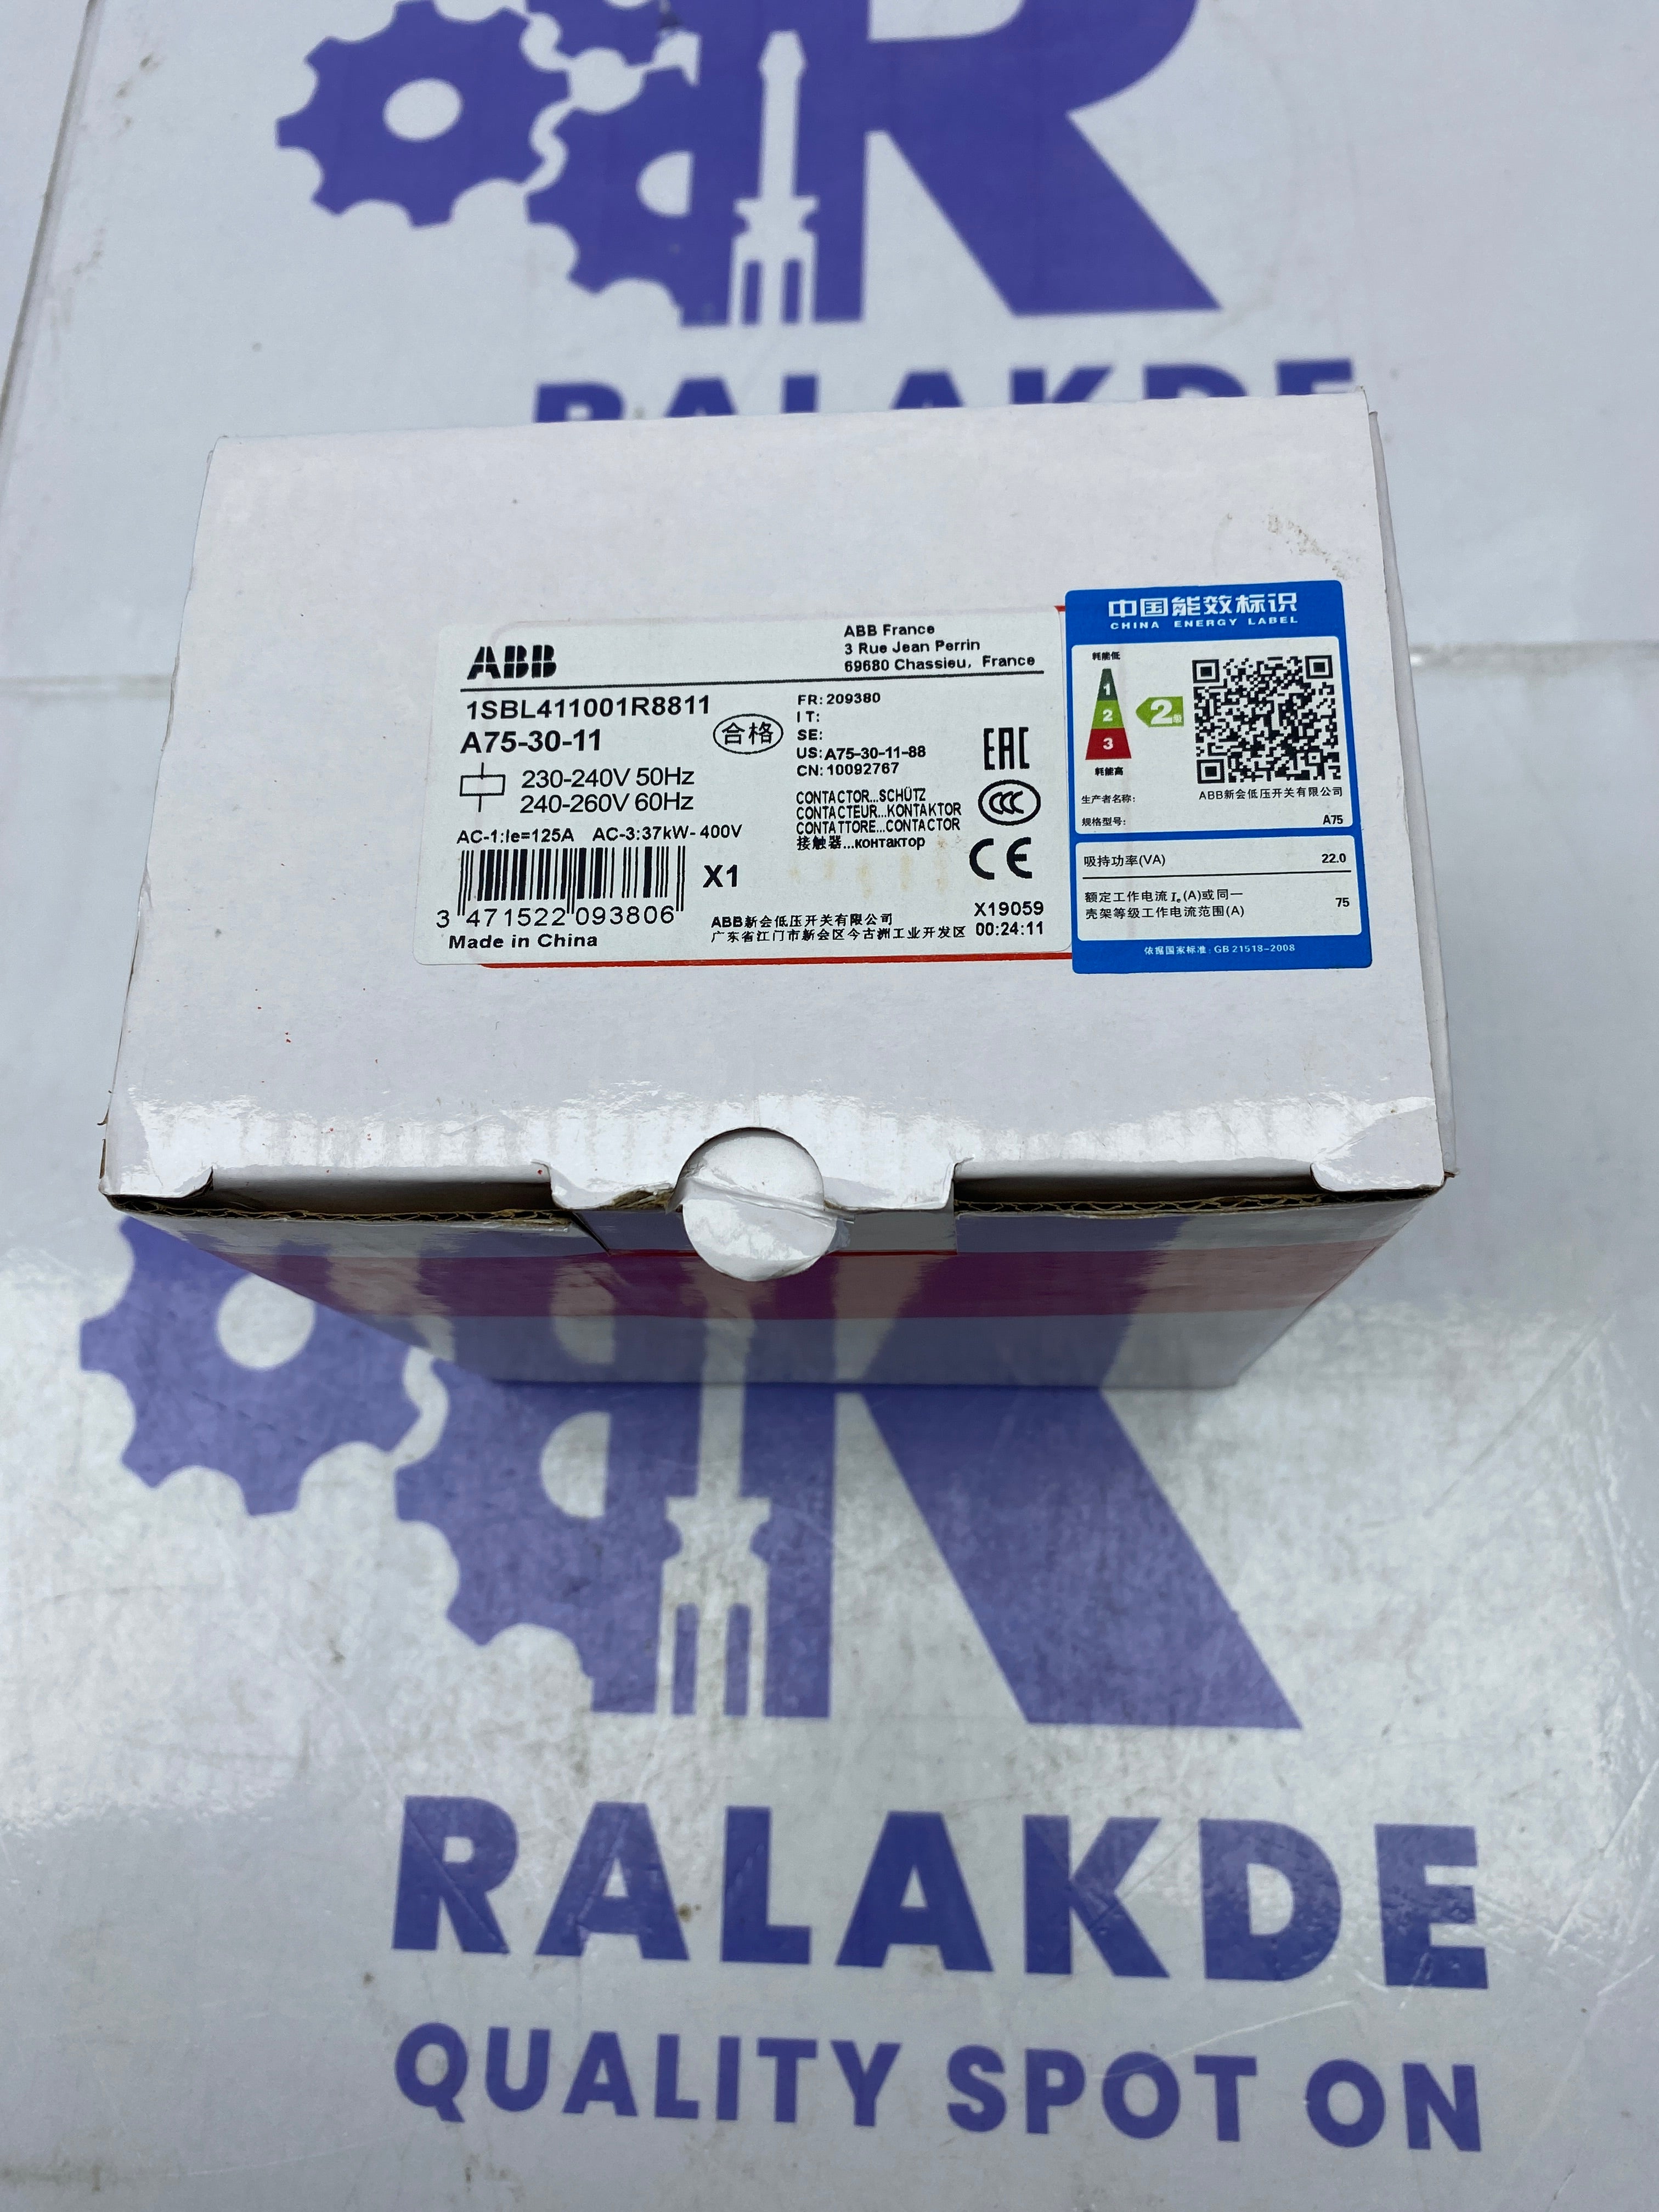 RALAKDE
ABB
ABB France
3 Rue Jean Perrin
69680 Chassieu, France
1SBL411001R8811
A75-30-11
合格
230-240V 50Hz
240-260V 60Hz
AC-1:Ie=125A AC-3:37kW-400V
X1
3 471522 093806
Made in China
FR: 209380
IT:
SE:
US: A75-30-11-88
CN: 10092767
CONTACTOR...SCHÜTZ
CONTACTEUR...KONTAKTOR
CONTATTORE...CONTACTOR
接触器...контактор
EAC
CCC
CE
ABB新会低压开关有限公司
广东省江门市新会区今古洲工业开发区
X19059
00:24:11
中国能效标识
CHINA ENERGY LABEL
耗能低
1
2
3
2级
耗能高
生产者名称:
ABB新会低压开关有限公司
规格型号:
A75
吸持功率(VA) 22.0
额定工作电流 Ie(A)或同一
壳架等级工作电流范围(A) 75
依据国家标准: GB 21518-2008
RALAKDE
QUALITY SPOT ON